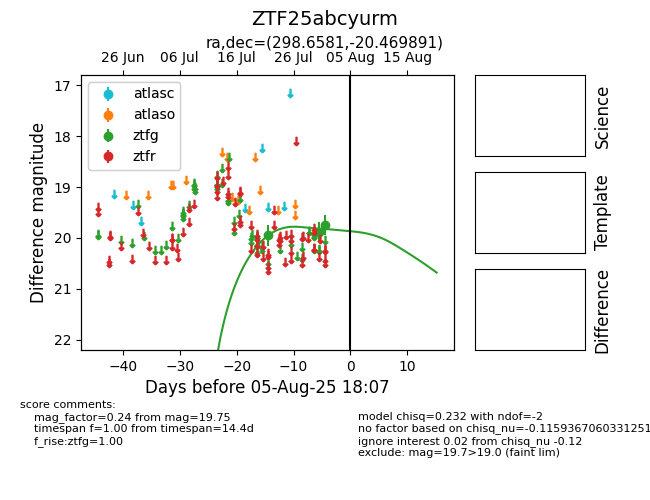 ZTF25abcyurm
ra,dec=(298.6581,-20.469891)
26 Jun 06 Jul 16 Jul 26 Jul 05 Aug 15 Aug
atlasc
atlaso
ztfg
ztfr
17
18
19
20
21
22
Difference magnitude
−40 −30 −20 −10 0 10
Days before 05-Aug-25 18:07
Science
Template
Difference
score comments:
mag_factor=0.24 from mag=19.75
timespan f=1.00 from timespan=14.4d
f_rise:ztfg=1.00
model chisq=0.232 with ndof=-2
no factor based on chisq_nu=-0.1159367060331251
ignore interest 0.02 from chisq_nu -0.12
exclude: mag=19.7>19.0 (faint lim)